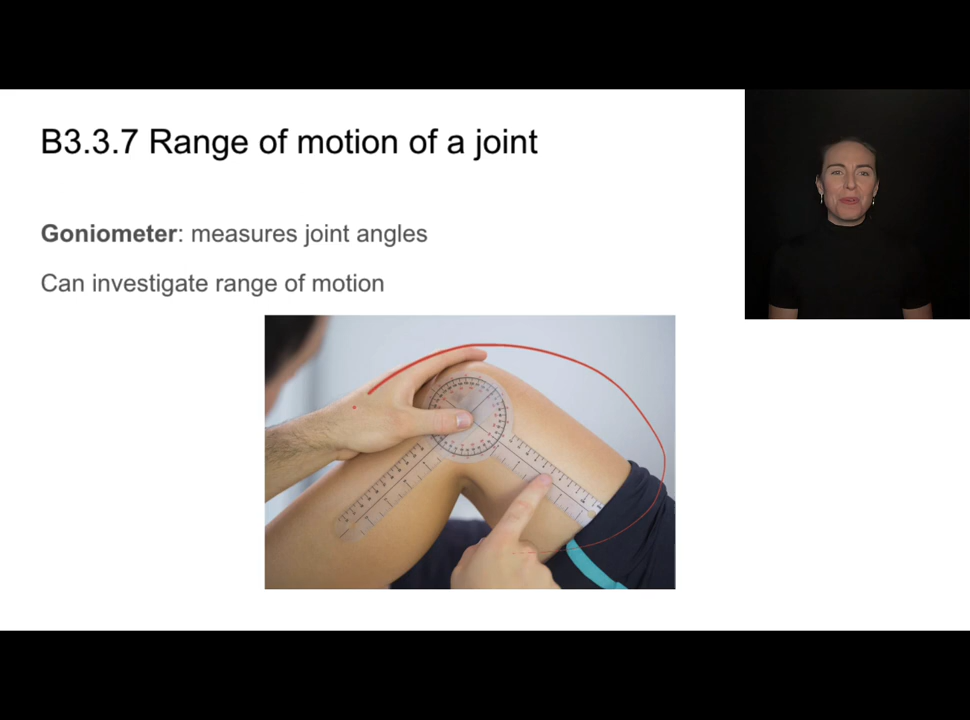 B3.3.7 Range of motion of a joint
Goniometer: measures joint angles
Can investigate range of motion